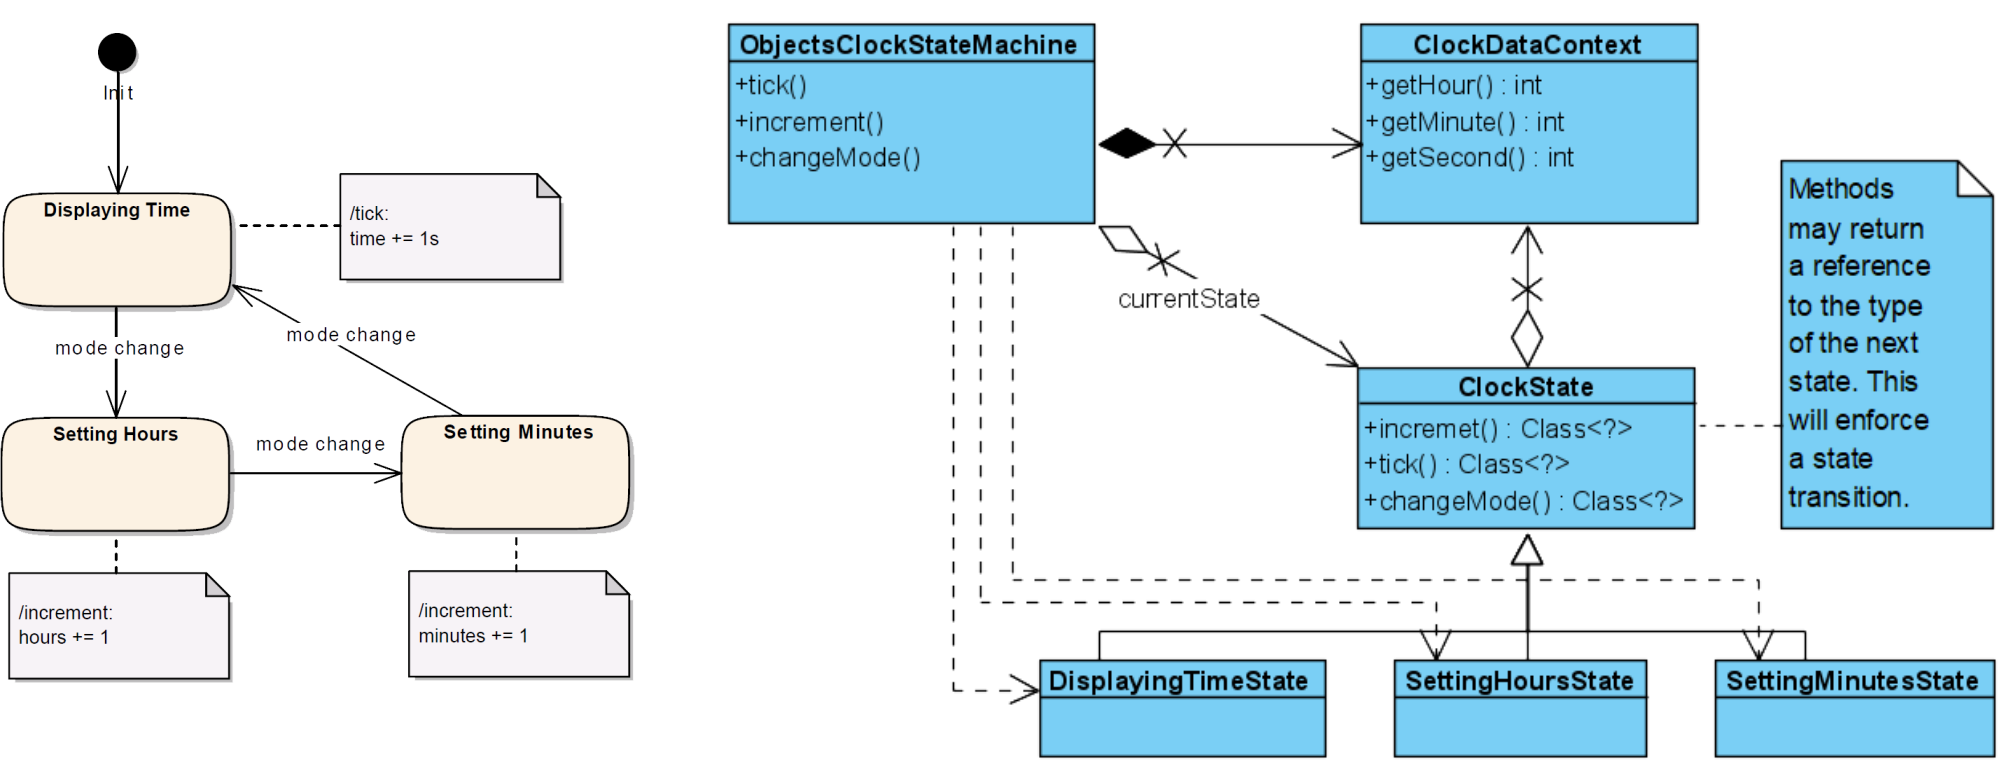 Init
Displaying Time
/tick:
time += 1s
mode change
mode change
Setting Hours
mode change
Setting Minutes
/increment:
hours += 1
/increment:
minutes += 1
ObjectsClockStateMachine
+tick()
+increment()
+changeMode()
ClockDataContext
+getHour() : int
+getMinute() : int
+getSecond() : int
currentState
ClockState
+incremet() : Class<?>
+tick() : Class<?>
+changeMode() : Class<?>
Methods
may return
a reference
to the type
of the next
state. This
will enforce
a state
transition.
DisplayingTimeState
SettingHoursState
SettingMinutesState